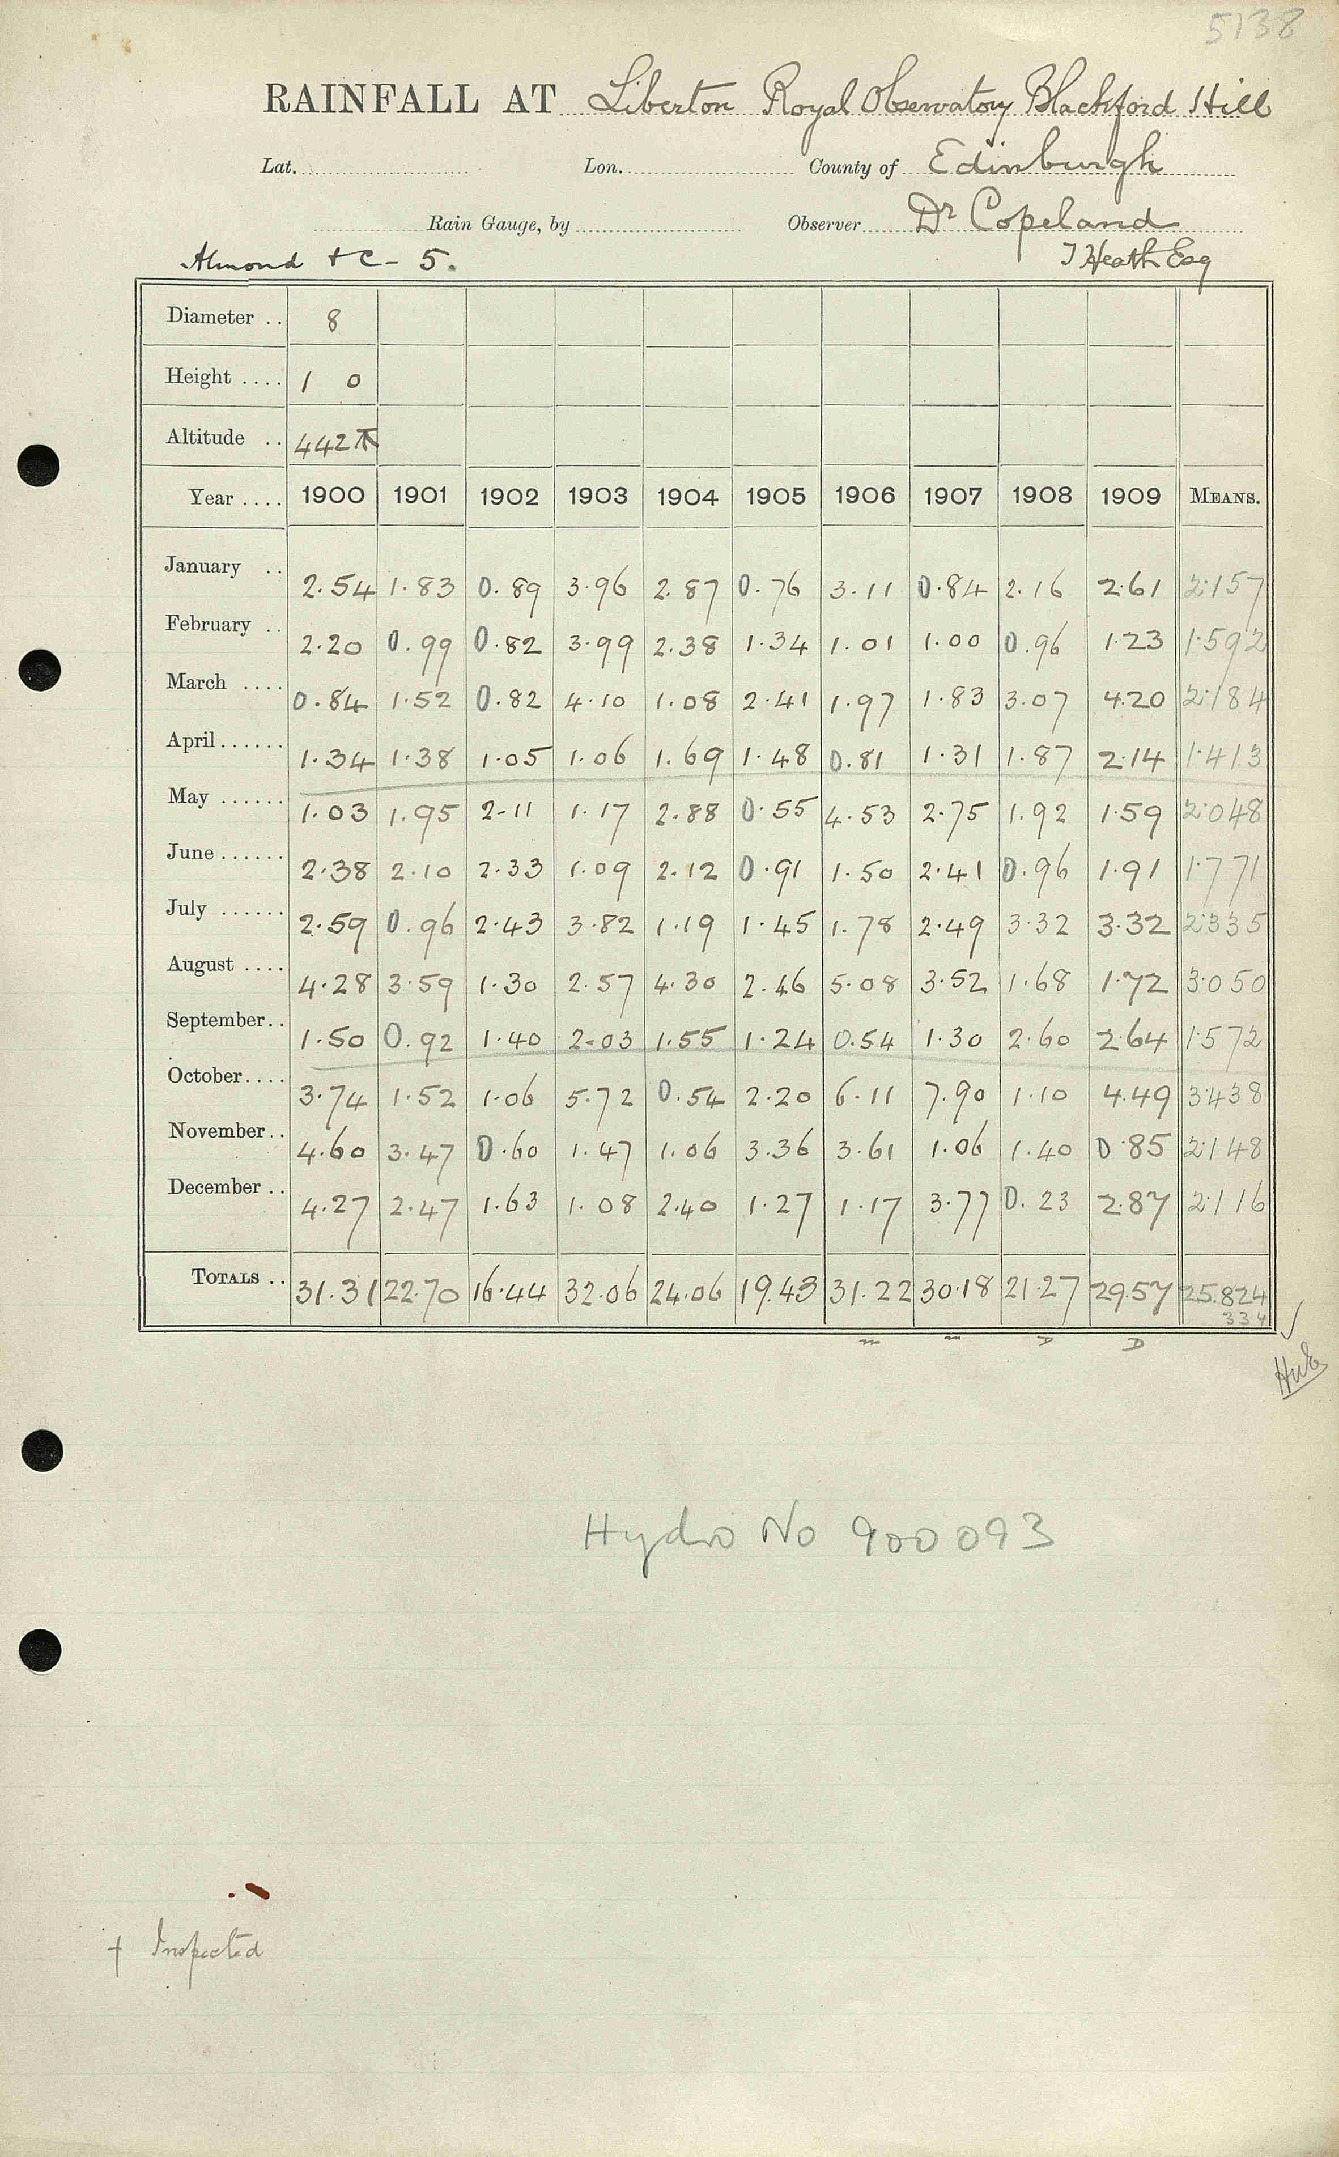 5138
RAINFALL AT Liberton Royal Observatory Blackford Hill
Lat. Lon. County of Edinburgh
Rain Gauge, by Observer Dr Copeland
Almond &c - 5. T Heath Esq
Diameter .. 8
Height .... 1 0
Altitude .. 442
Year .... 1900 1901 1902 1903 1904 1905 1906 1907 1908 1909 MEANS.
January .. 2.54 1.83 0.89 3.96 2.87 0.76 3.11 0.84 2.16 2.61 2.157
February .. 2.20 0.99 0.82 3.99 2.38 1.34 1.01 1.00 0.96 1.23 1.592
March .... 0.84 1.52 0.82 4.10 1.08 2.41 1.97 1.83 3.07 4.20 2.184
April...... 1.34 1.38 1.05 1.06 1.69 1.48 0.81 1.31 1.87 2.14 1.413
May ...... 1.03 1.95 2.11 1.17 2.88 0.55 4.53 2.75 1.92 1.59 2.048
June...... 2.38 2.10 2.33 1.09 2.12 0.91 1.50 2.41 0.96 1.91 1.771
July ...... 2.59 0.96 2.43 3.82 1.19 1.45 1.78 2.49 3.32 3.32 2.335
August .... 4.28 3.59 1.30 2.57 4.30 2.46 5.08 3.52 1.68 1.72 3.050
September.. 1.50 0.92 1.40 2.03 1.55 1.24 0.54 1.30 2.60 2.64 1.572
October.... 3.74 1.52 1.06 5.72 0.54 2.20 6.11 7.90 1.10 4.49 3.438
November.. 4.60 3.47 0.60 1.47 1.06 3.36 3.61 1.06 1.40 0.85 2.148
December .. 4.27 2.47 1.63 1.08 2.40 1.27 1.17 3.77 0.23 2.87 2.116
TOTALS .. 31.31 22.70 16.44 32.06 24.06 19.43 31.22 30.18 21.27 29.57 25.824
334
m m D D
Hydro No 900093
† Inspected